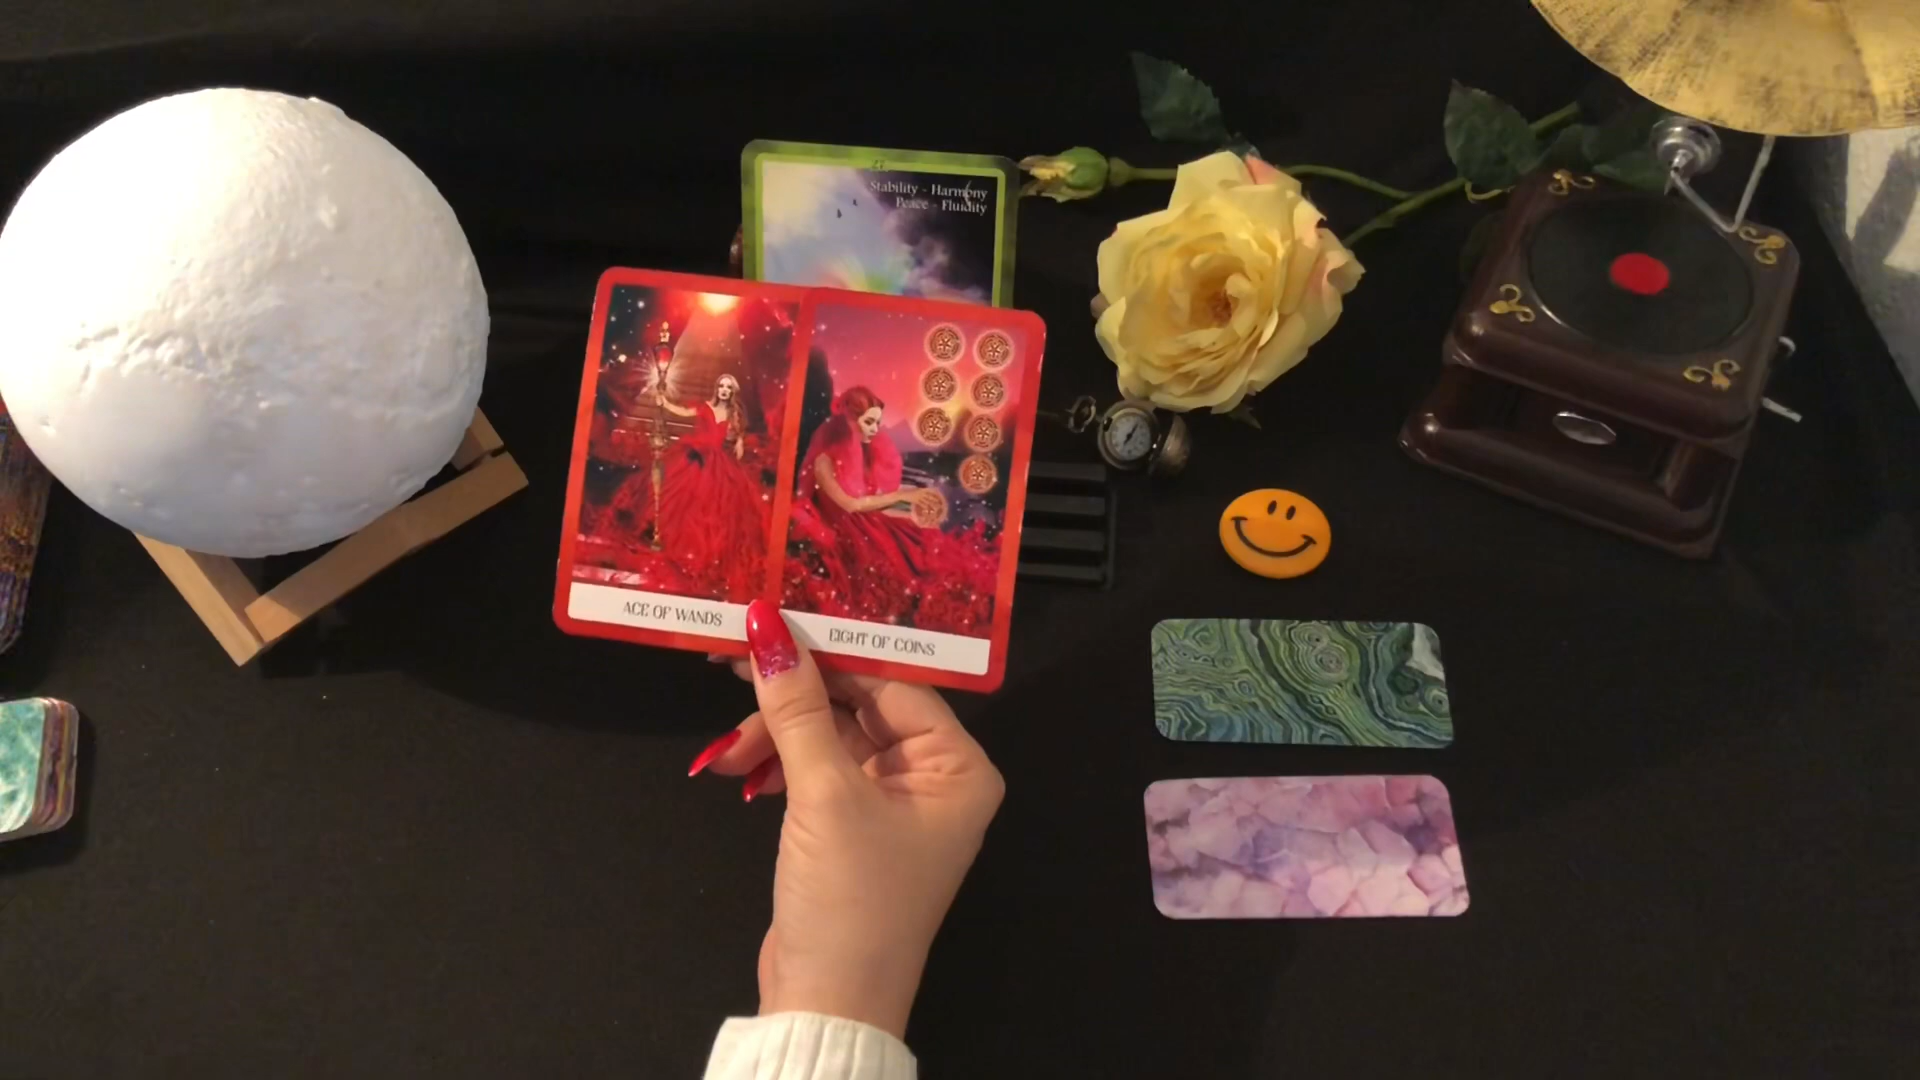 Stability - Harmony
Peace - Fluidity
ACE OF WANDS
EIGHT OF COINS